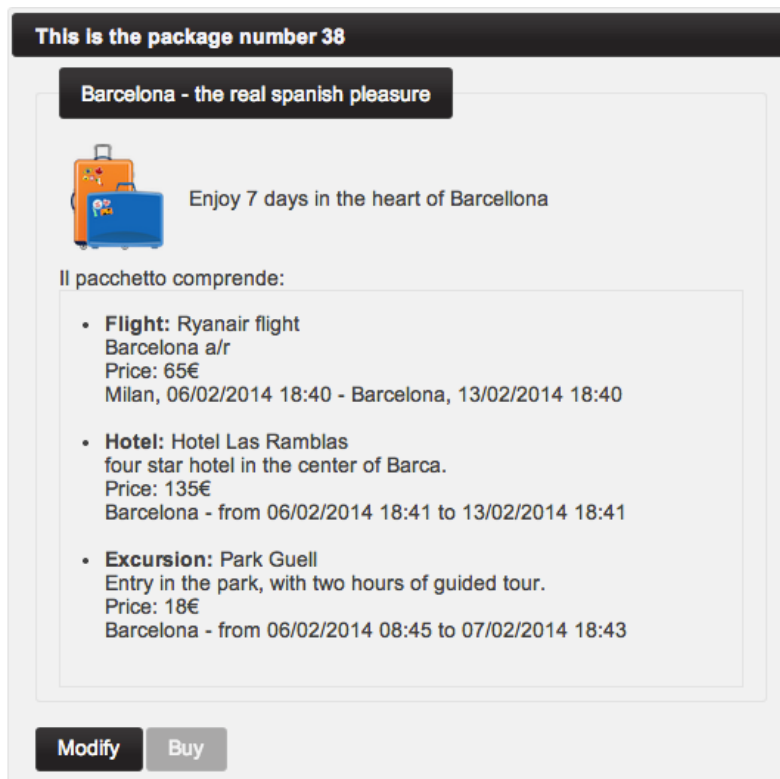 This is the package number 38
Barcelona - the real spanish pleasure
Enjoy 7 days in the heart of Barcellona
Il pacchetto comprende:
• Flight: Ryanair flight
Barcelona a/r
Price: 65€
Milan, 06/02/2014 18:40 - Barcelona, 13/02/2014 18:40
• Hotel: Hotel Las Ramblas
four star hotel in the center of Barca.
Price: 135€
Barcelona - from 06/02/2014 18:41 to 13/02/2014 18:41
• Excursion: Park Guell
Entry in the park, with two hours of guided tour.
Price: 18€
Barcelona - from 06/02/2014 08:45 to 07/02/2014 18:43
Modify Buy